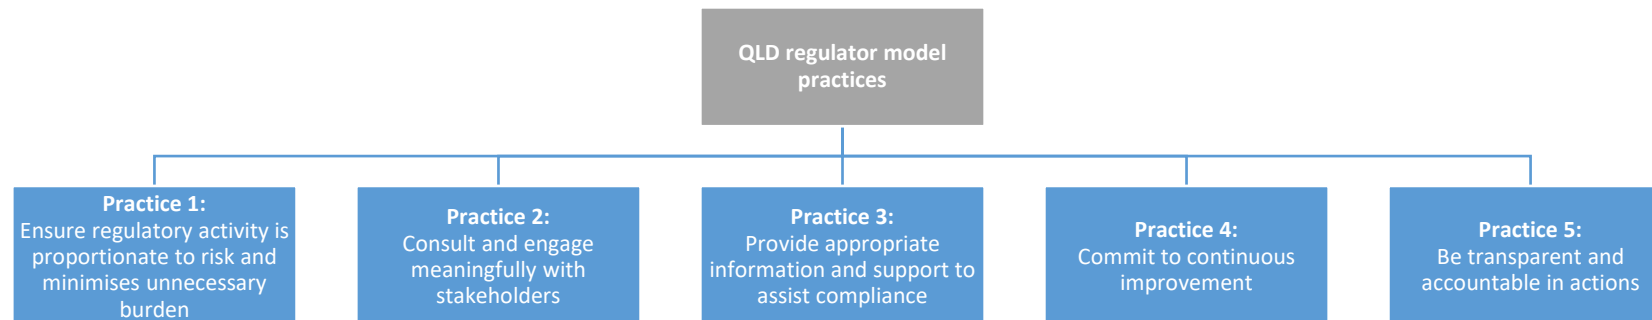 QLD regulator model
practices
Practice 1:
Ensure regulatory activity is
proportionate to risk and
minimises unnecessary
burden
Practice 2:
Consult and engage
meaningfully with
stakeholders
Practice 3:
Provide appropriate
information and support to
assist compliance
Practice 4:
Commit to continuous
improvement
Practice 5:
Be transparent and
accountable in actions